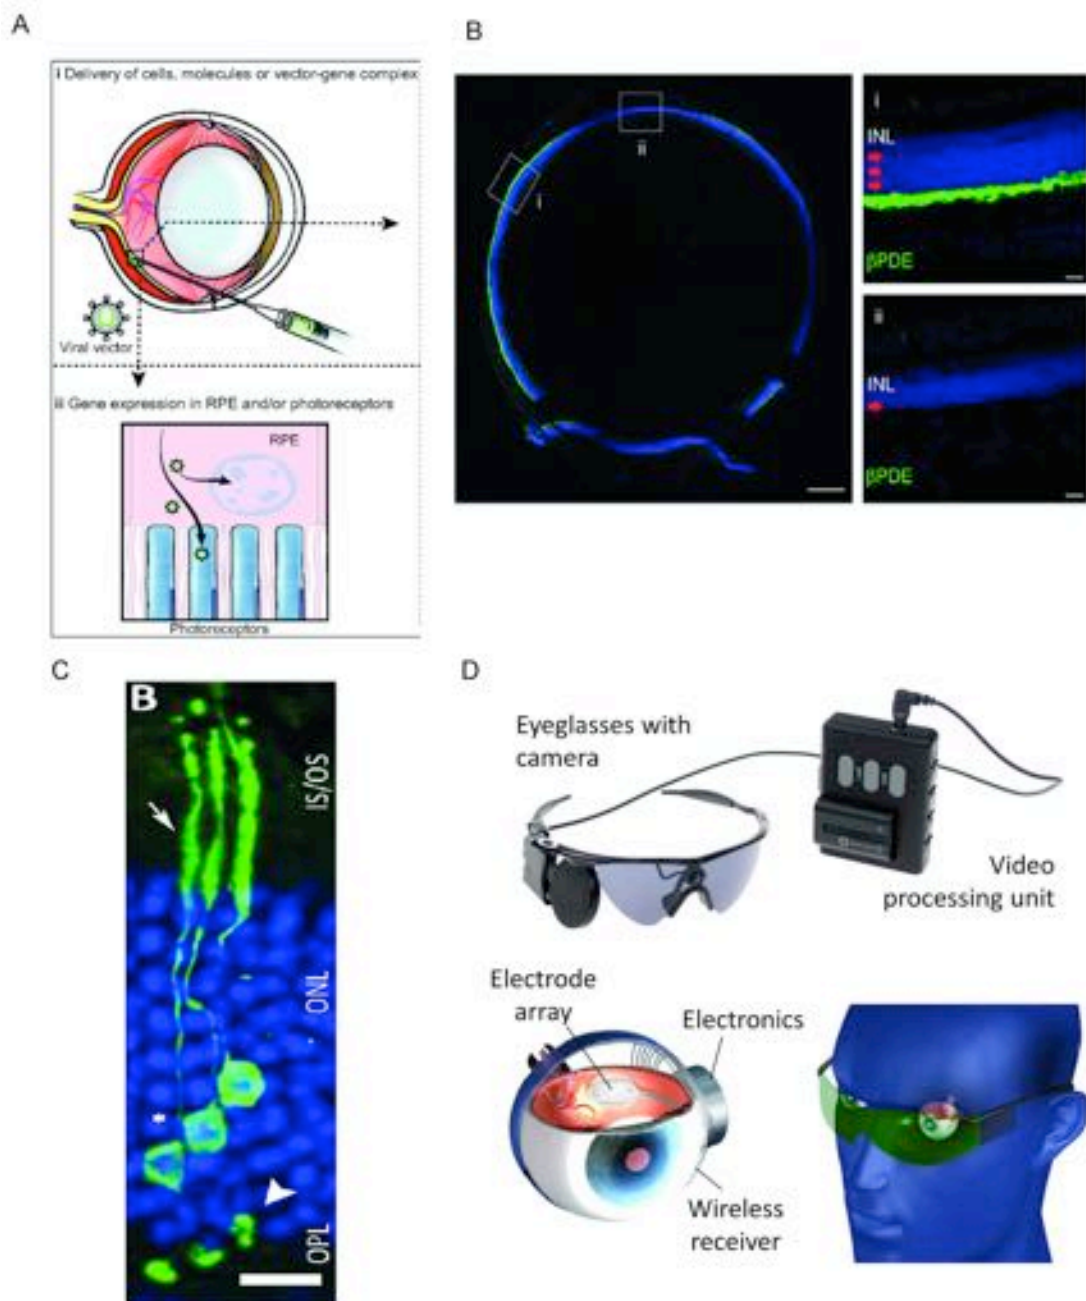 A
i Delivery of cells, molecules or vector-gene complex
Viral vector
ii Gene expression in RPE and/or photoreceptors
RPE
Photoreceptors
B
i
ii
i
INL
βPDE
ii
INL
βPDE
C
B
IS/OS
ONL
*
OPL
D
Eyeglasses with
camera
Video
processing unit
Electrode
array
Electronics
Wireless
receiver